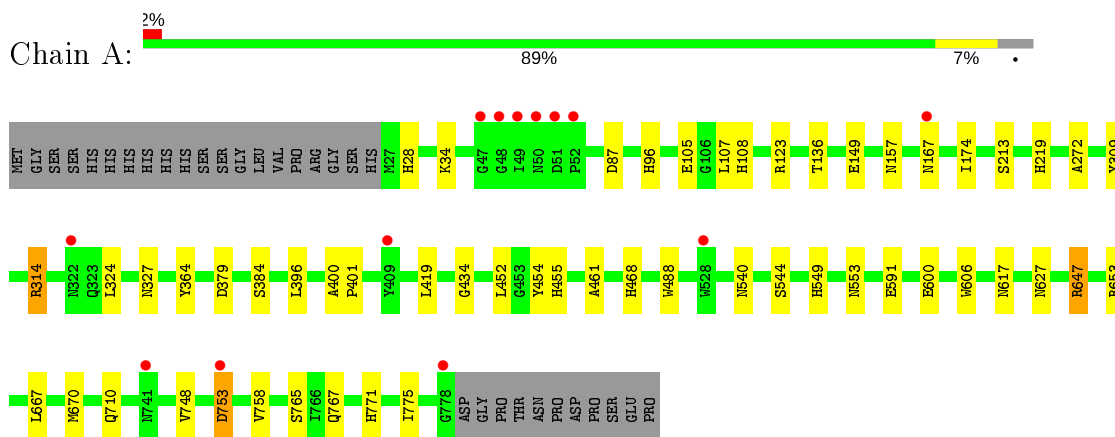 2%
Chain A:
89% 7% •
MET GLY SER SER HIS HIS HIS HIS HIS HIS SER SER GLY LEU VAL PRO ARG GLY SER HIS M27 H28 K34 G47 G48 I49 N50 D51 P52 D87 H96 E105 G106 L107 H108 R123 T136 E149 N157 N167 I174 S213 H219 A272
R314 N322 Q323 L324 N327 Y364 D379 S384 L396 A400 P401 Y409 L419 G434 L452 G453 Y454 H455 A461 H468 W488 W528 N540 S544 H549 N553 E591 E600 W606 N617 N627 R647
L667 M670 Q710 N741 V748 D753 V758 S765 I766 Q767 H771 I775 G778 ASP GLY PRO THR ASN PRO ASP PRO SER GLU PRO